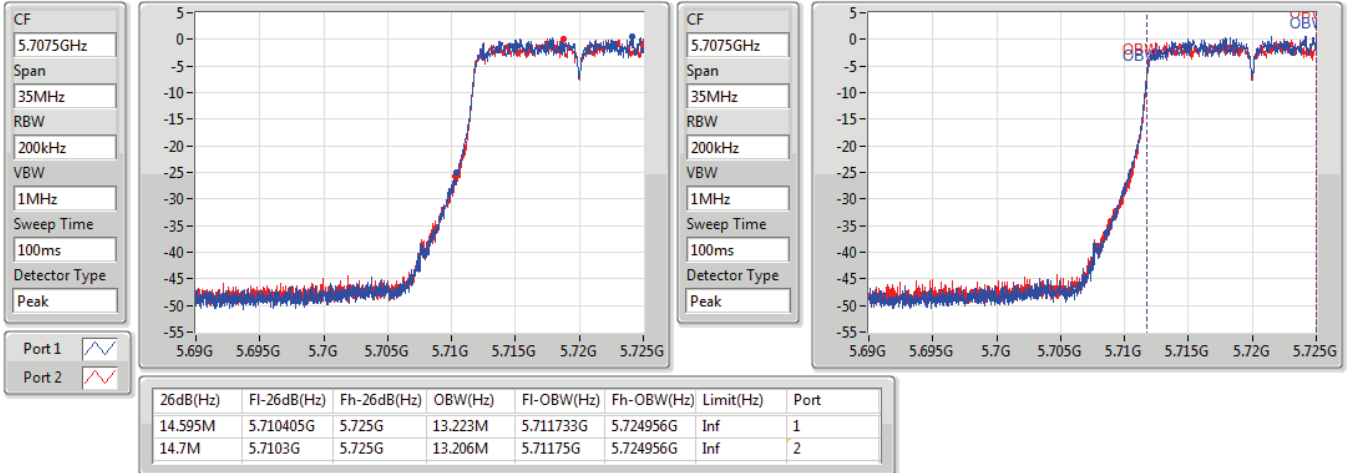 CF
5.7075GHz
Span
35MHz
RBW
200kHz
VBW
1MHz
Sweep Time
100ms
Detector Type
Peak
Port 1
Port 2
5
0
-5
-10
-15
-20
-25
-30
-35
-40
-45
-50
-55
5.69G 5.695G 5.7G 5.705G 5.71G 5.715G 5.72G 5.725G
CF
5.7075GHz
Span
35MHz
RBW
200kHz
VBW
1MHz
Sweep Time
100ms
Detector Type
Peak
5
0
-5
-10
-15
-20
-25
-30
-35
-40
-45
-50
-55
OBW
OBW
OBW
OBW
5.69G 5.695G 5.7G 5.705G 5.71G 5.715G 5.72G 5.725G
26dB(Hz) Fl-26dB(Hz) Fh-26dB(Hz) OBW(Hz) Fl-OBW(Hz) Fh-OBW(Hz) Limit(Hz) Port
14.595M 5.710405G 5.725G 13.223M 5.711733G 5.724956G Inf 1
14.7M 5.7103G 5.725G 13.206M 5.71175G 5.724956G Inf 2